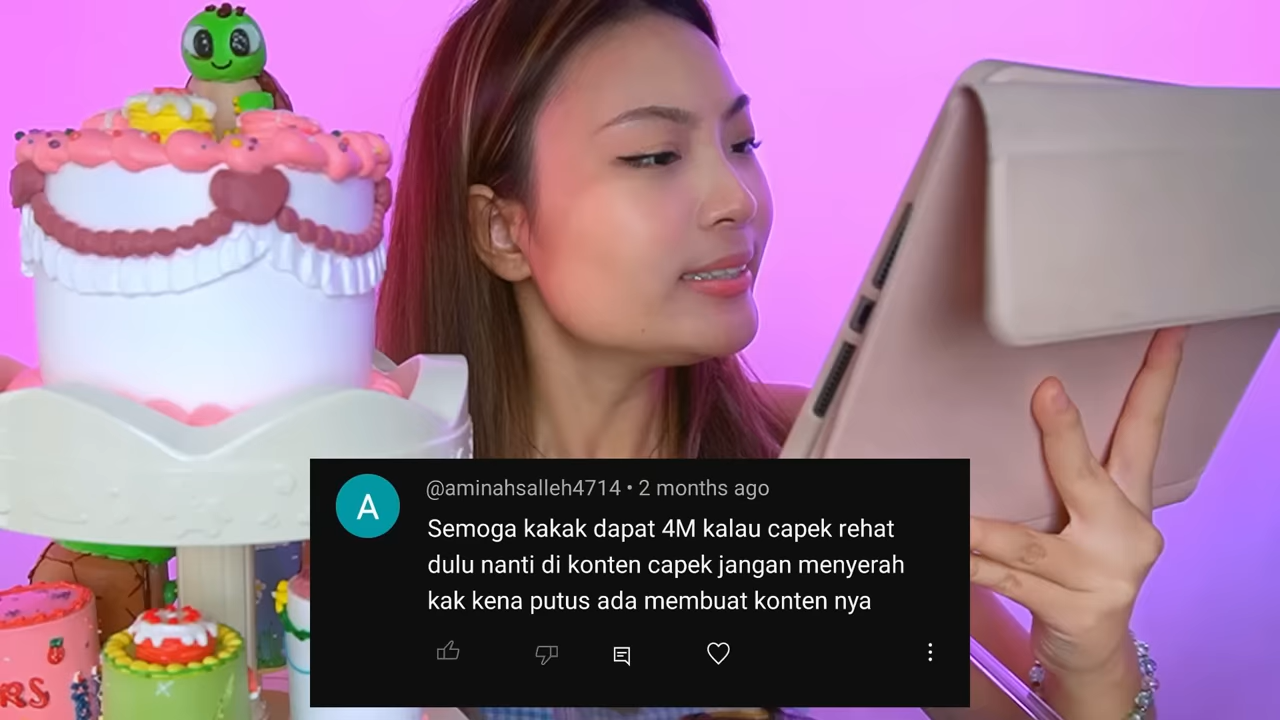 A
@aminahsalleh4714 • 2 months ago
Semoga kakak dapat 4M kalau capek rehat
dulu nanti di konten capek jangan menyerah
kak kena putus ada membuat konten nya
RS